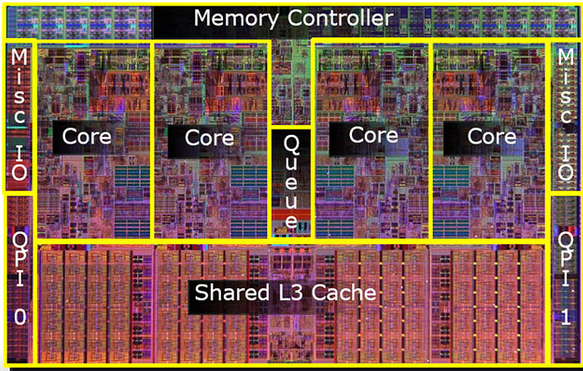 Memory Controller
Misc IO
Core
Core
Queue
Core
Core
Misc IO
QPI 0
Shared L3 Cache
QPI 1